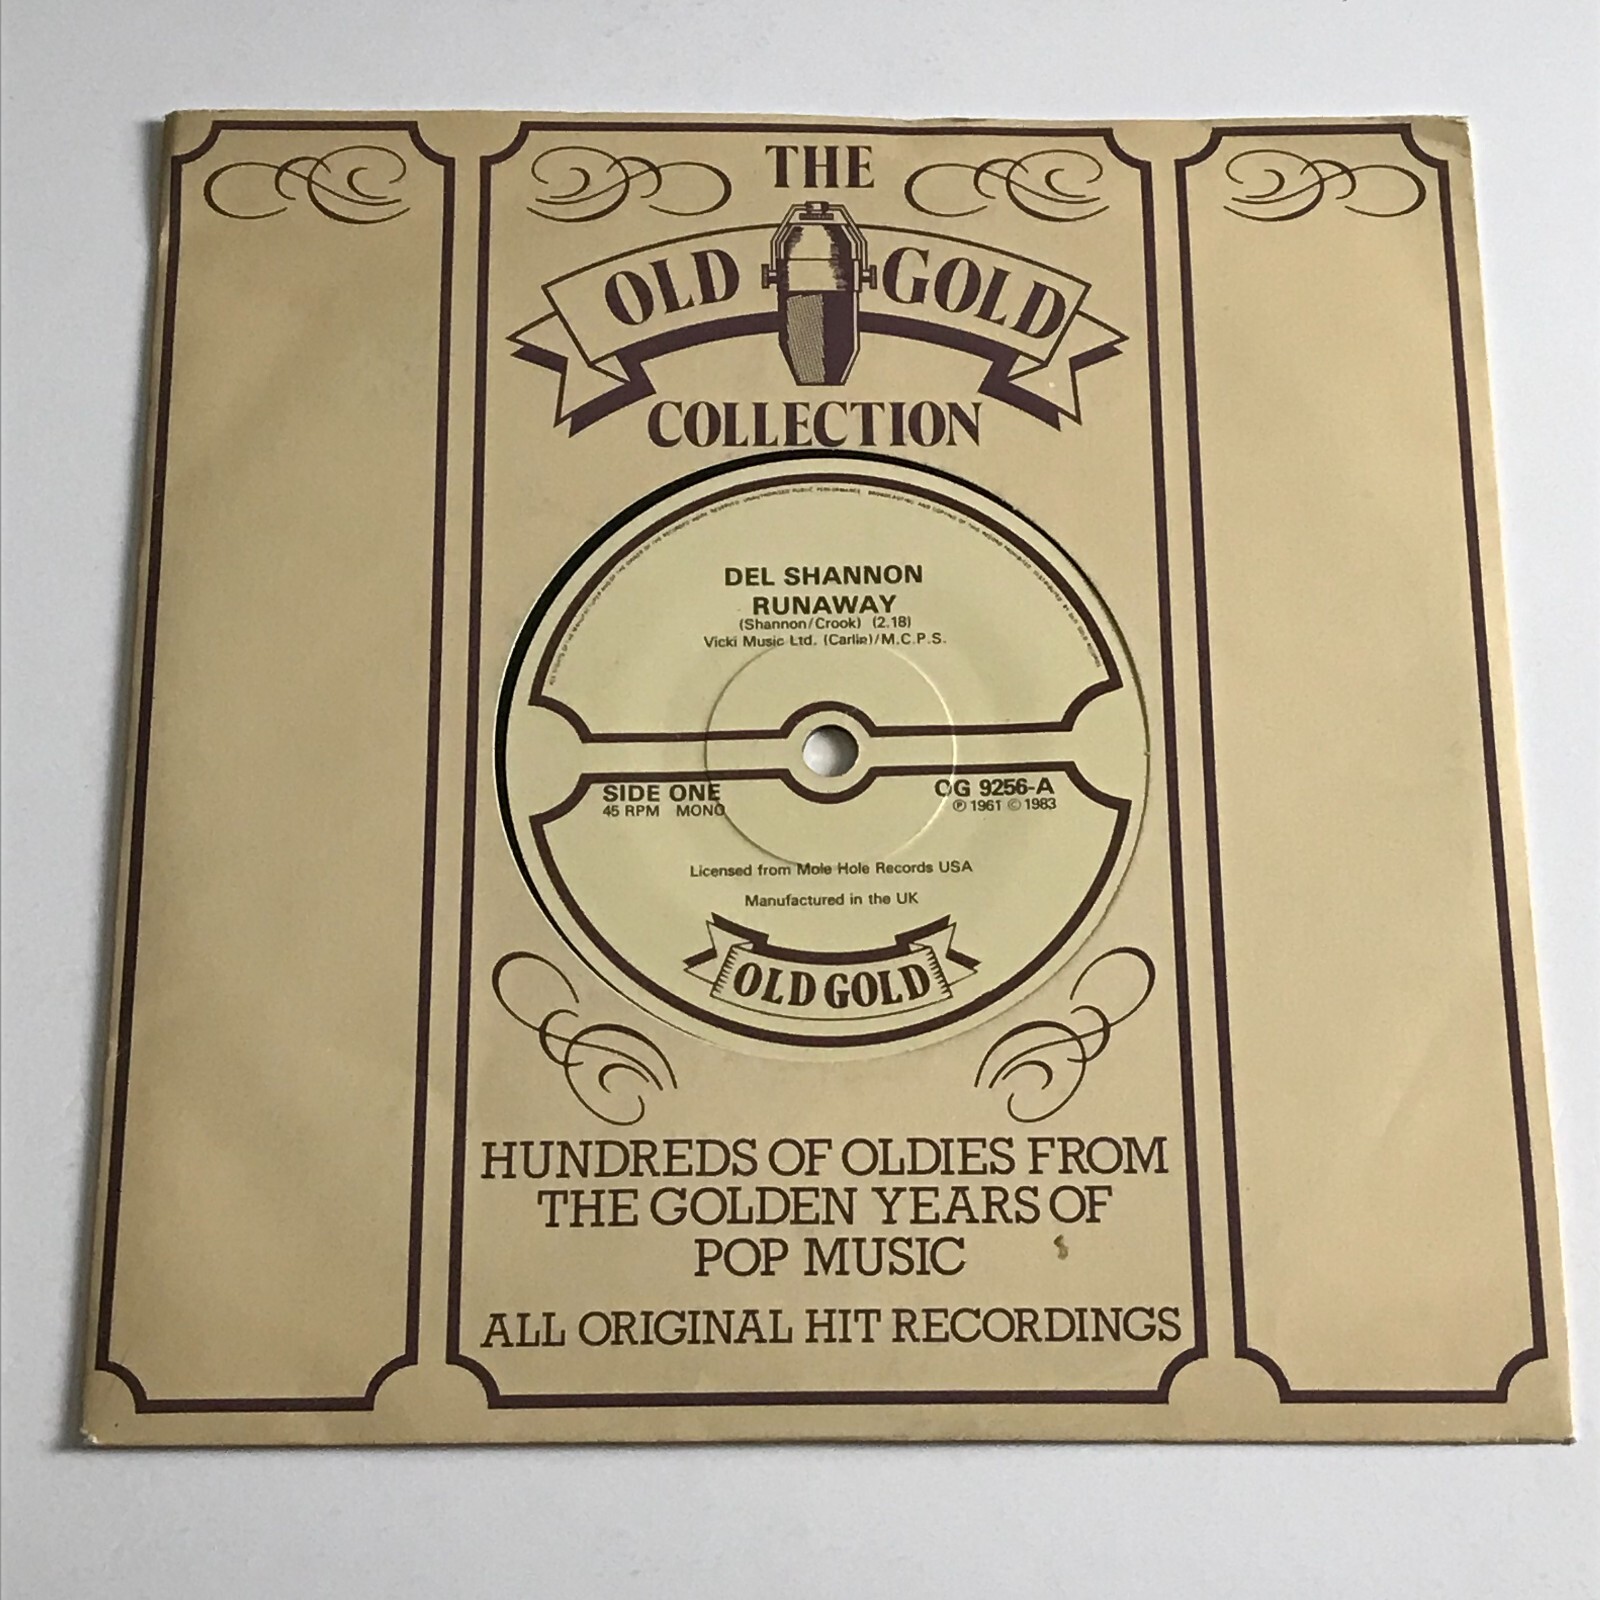 THE
OLD GOLD
COLLECTION
DEL SHANNON
RUNAWAY
(Shannon/Crook) (2.18)
Vicki Music Ltd. (Carlin)/M.C.P.S.
SIDE ONE
45 RPM MONO
OG 9256-A
℗ 1961 © 1983
Licensed from Mole Hole Records USA
Manufactured in the UK
OLD GOLD
HUNDREDS OF OLDIES FROM
THE GOLDEN YEARS OF
POP MUSIC
ALL ORIGINAL HIT RECORDINGS